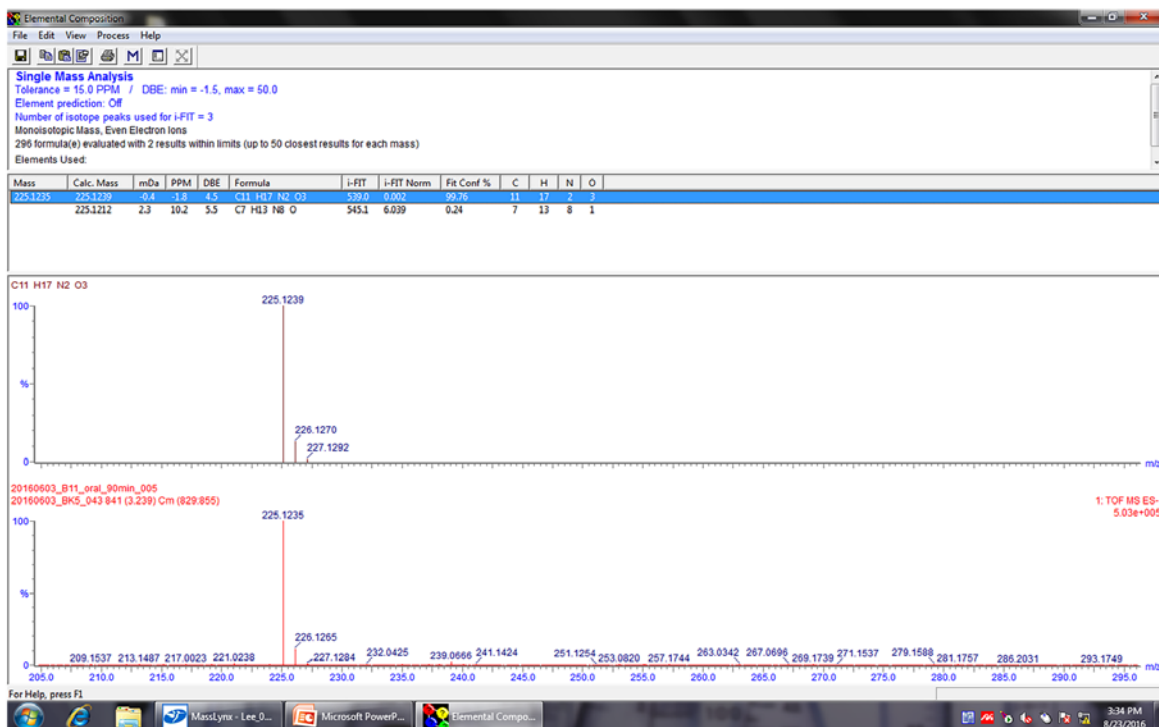 Elemental Composition
File Edit View Process Help
Single Mass Analysis
Tolerance = 15.0 PPM / DBE: min = -1.5, max = 50.0
Element prediction: Off
Number of isotope peaks used for i-FIT = 3
Monoisotopic Mass, Even Electron Ions
296 formula(e) evaluated with 2 results within limits (up to 50 closest results for each mass)
Elements Used:
Mass Calc. Mass mDa PPM DBE Formula i-FIT i-FIT Norm Fit Conf % C H N O
225.1235 225.1239 -0.4 -1.8 4.5 C11 H17 N2 O3 539.0 0.002 99.76 11 17 2 3
225.1212 2.3 10.2 5.5 C7 H13 N8 O 545.1 6.039 0.24 7 13 8 1
C11 H17 N2 O3
225.1239
100
%
226.1270
227.1292
0
m/z
20160603_B11_oral_90min_005
20160603_BK5_043 841 (3.239) Cm (829:855)
1: TOF MS ES-
5.03e+005
225.1235
100
%
226.1265
209.1537 213.1487 217.0023 221.0238 227.1284 232.0425 239.0666 241.1424 251.1254 253.0820 257.1744 263.0342 267.0696 269.1739 271.1537 279.1588 281.1757 286.2031 293.1749
0
m/z
205.0 210.0 215.0 220.0 225.0 230.0 235.0 240.0 245.0 250.0 255.0 260.0 265.0 270.0 275.0 280.0 285.0 290.0 295.0
For Help, press F1
MassLynx - Lee_0... Microsoft PowerP... Elemental Compo...
3:34 PM
8/23/2016